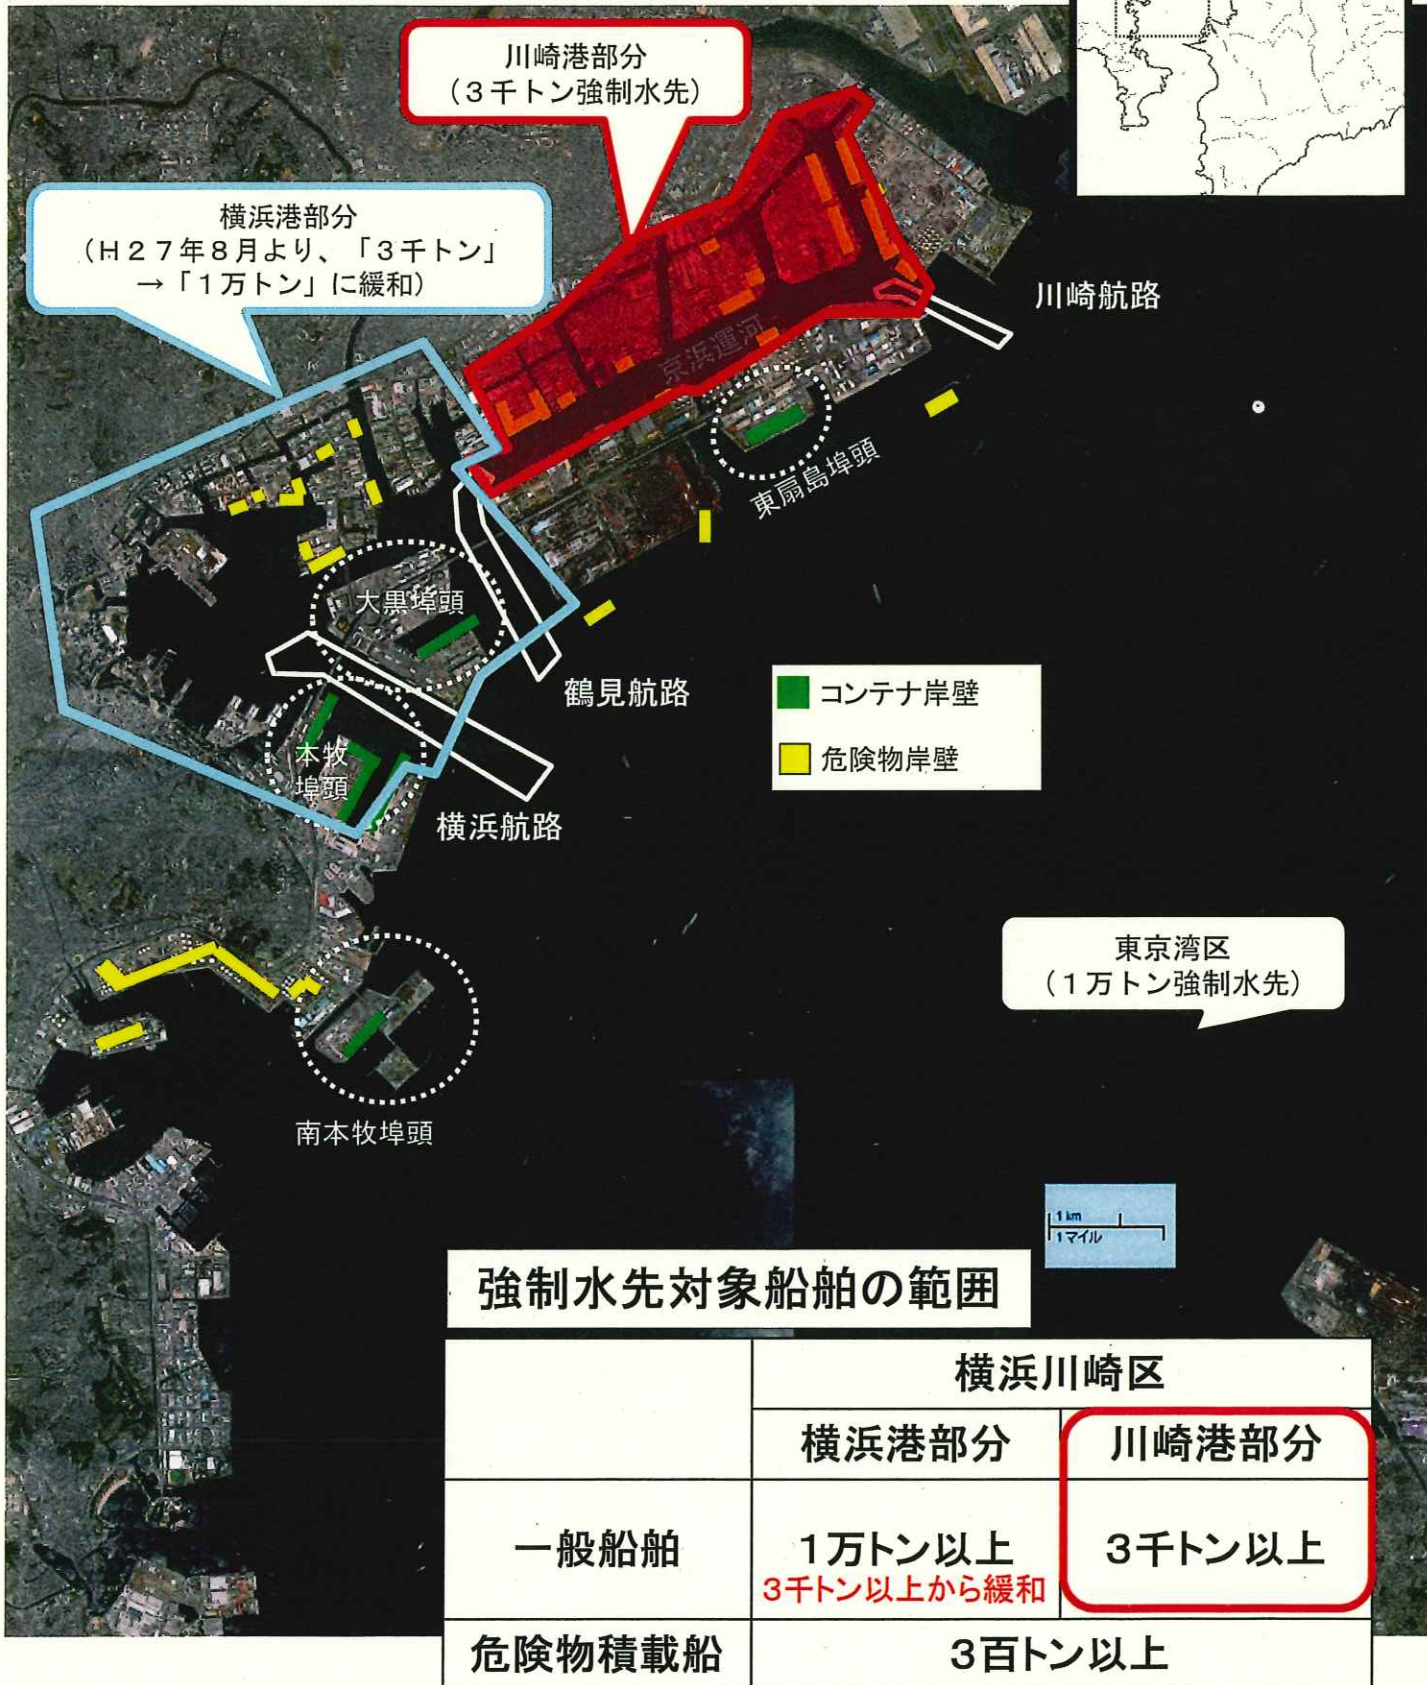 川崎港部分
（３千トン強制水先）
横浜港部分
（Ｈ２７年８月より、「３千トン」
→「１万トン」に緩和）
川崎航路
京浜運河
東扇島埠頭
大黒埠頭
鶴見航路
コンテナ岸壁
危険物岸壁
本牧
埠頭
横浜航路
東京湾区
（１万トン強制水先）
南本牧埠頭
1 km
1マイル
強制水先対象船舶の範囲
横浜川崎区
横浜港部分
川崎港部分
一般船舶
１万トン以上
３千トン以上から緩和
３千トン以上
危険物積載船
３百トン以上